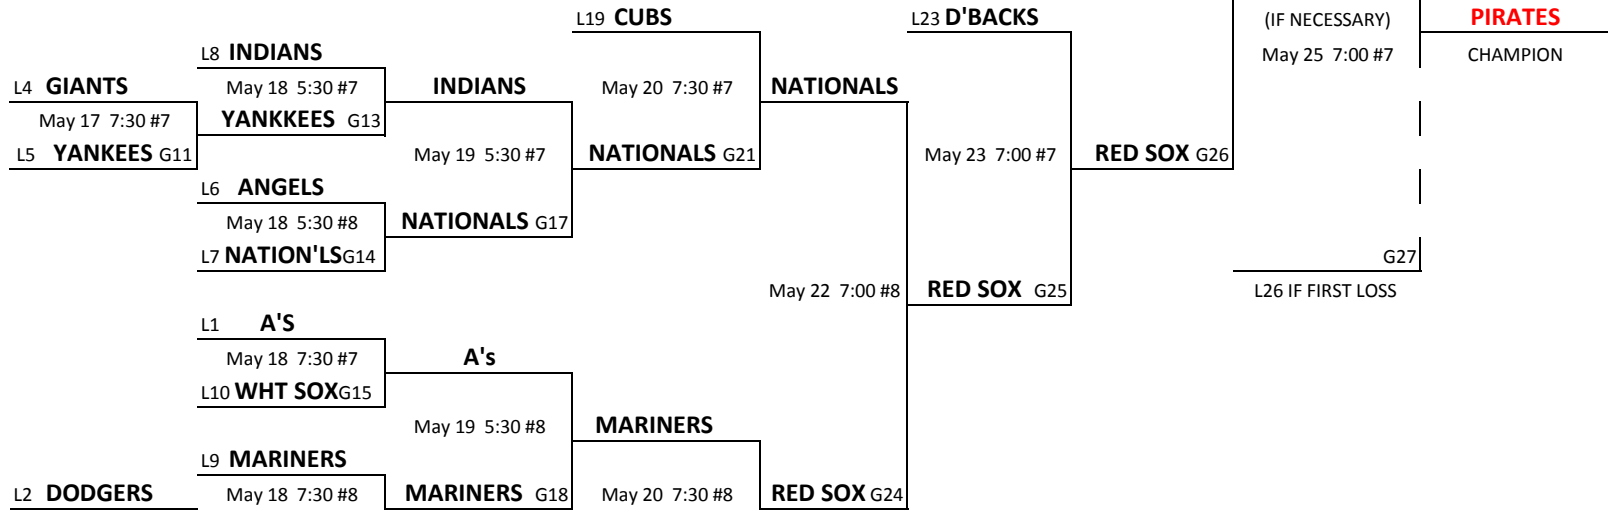 L19 CUBS L23 D'BACKS (IF NECESSARY) PIRATES
L8 INDIANS May 25 7:00 #7 CHAMPION
L4 GIANTS May 18 5:30 #7 INDIANS May 20 7:30 #7 NATIONALS
May 17 7:30 #7 YANKKEES G13
L5 YANKEES G11 May 19 5:30 #7 NATIONALS G21 May 23 7:00 #7 RED SOX G26
L6 ANGELS
May 18 5:30 #8 NATIONALS G17
L7 NATION'LSG14 G27
May 22 7:00 #8 RED SOX G25 L26 IF FIRST LOSS
L1 A'S
May 18 7:30 #7 A's
L10 WHT SOXG15
May 19 5:30 #8 MARINERS
L9 MARINERS
L2 DODGERS May 18 7:30 #8 MARINERS G18 May 20 7:30 #8 RED SOX G24